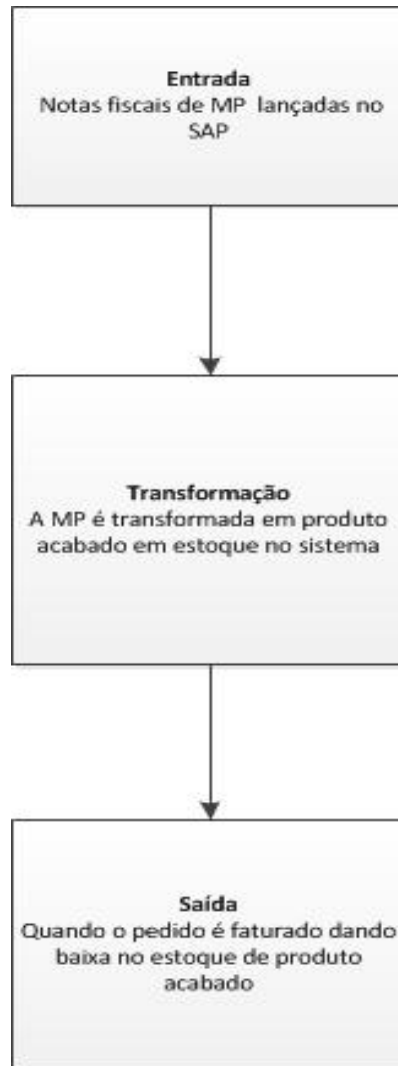 Entrada
Notas fiscais de MP lançadas no
SAP
Transformação
A MP é transformada em produto
acabado em estoque no sistema
Saída
Quando o pedido é faturado dando
baixa no estoque de produto
acabado